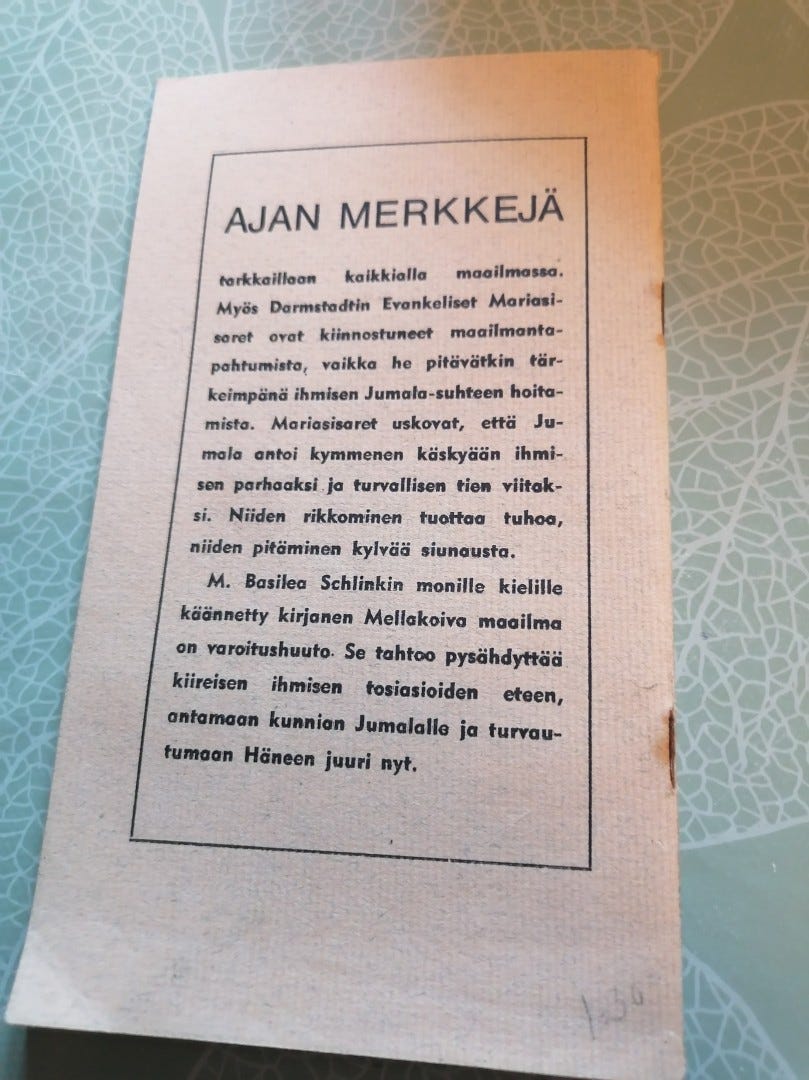 AJAN MERKKEJÄ
tarkkaillaan kaikkialla maailmassa.
Myös Darmstadtin Evankeliset Mariasi-
saret ovat kiinnostuneet maailmanta-
pahtumista, vaikka he pitävätkin tär-
keimpänä ihmisen Jumala-suhteen hoita-
mista. Mariasisaret uskovat, että Ju-
mala antoi kymmenen käskyään ihmi-
sen parhaaksi ja turvallisen tien viitak-
si. Niiden rikkominen tuottaa tuhoa,
niiden pitäminen kylvää siunausta.
M. Basilea Schlinkin monille kielille
käännetty kirjanen Mellakoiva maailma
on varoitushuuto. Se tahtoo pysähdyttää
kiireisen ihmisen tosiasioiden eteen,
antamaan kunnian Jumalalle ja turvau-
tumaan Häneen juuri nyt.